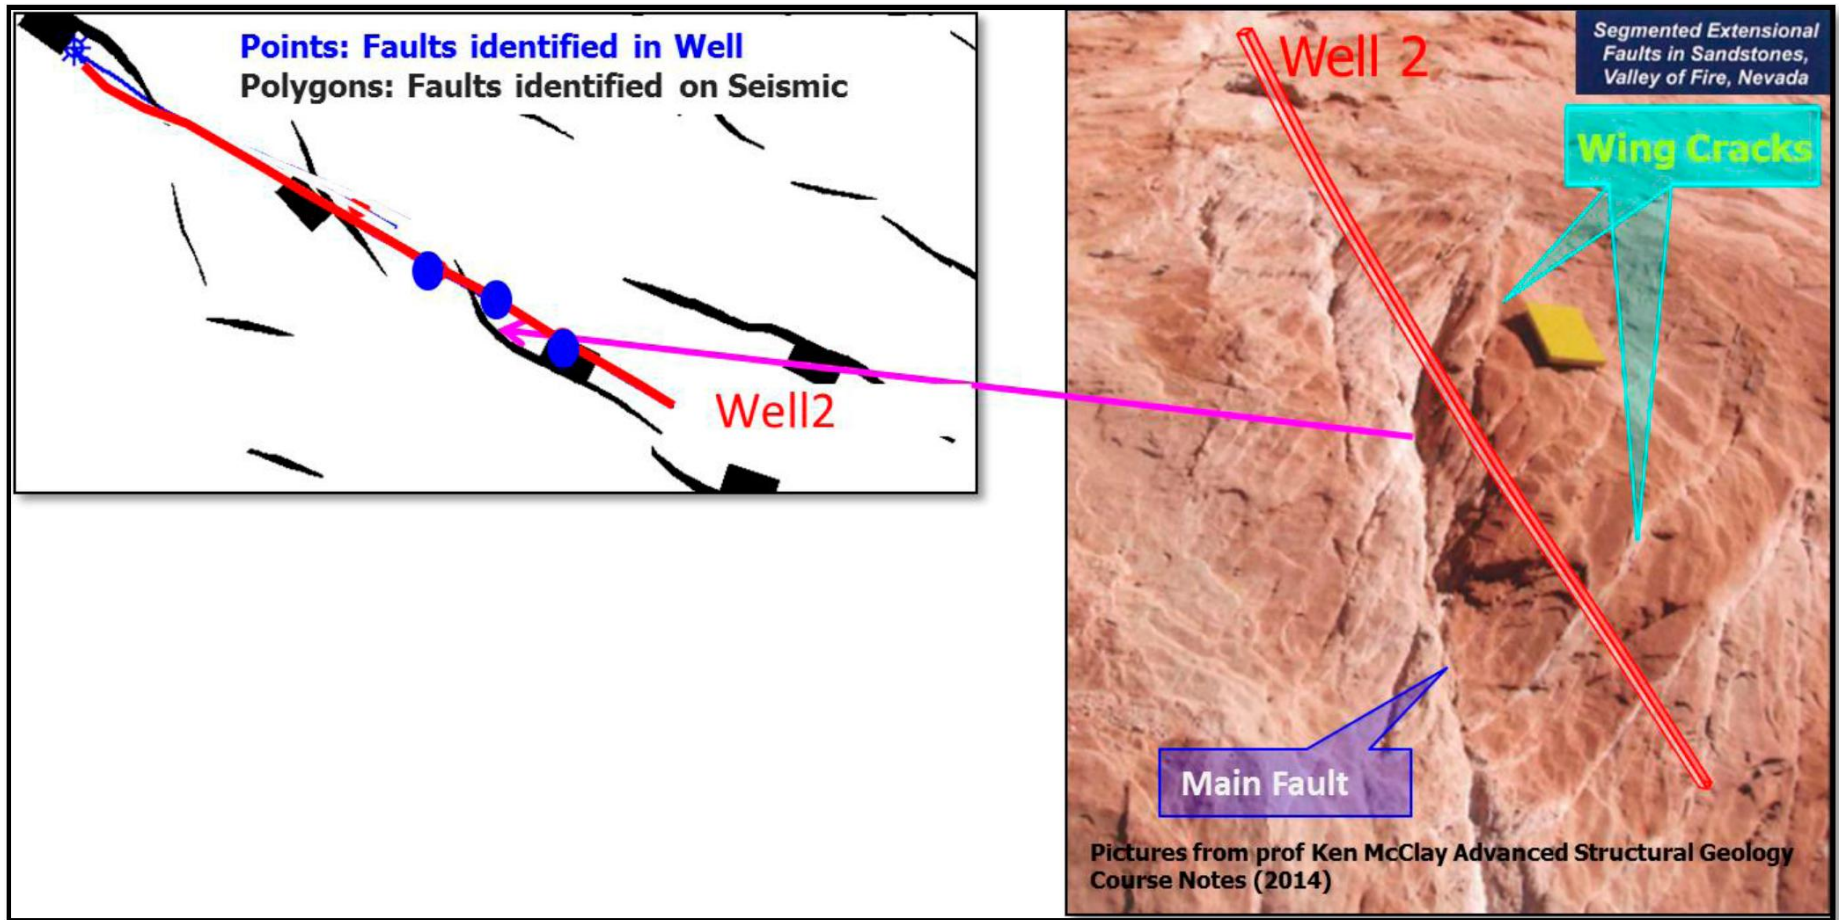 Points: Faults identified in Well
Polygons: Faults identified on Seismic
Well2
Well 2
Segmented Extensional
Faults in Sandstones,
Valley of Fire, Nevada
Wing Cracks
Main Fault
Pictures from prof Ken McClay Advanced Structural Geology
Course Notes (2014)